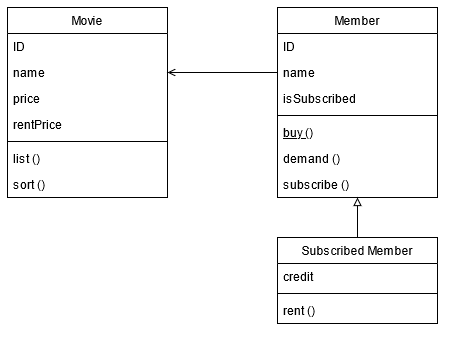 Movie
ID
name
price
rentPrice
list ()
sort ()
Member
ID
name
isSubscribed
buy ()
demand ()
subscribe ()
Subscribed Member
credit
rent ()